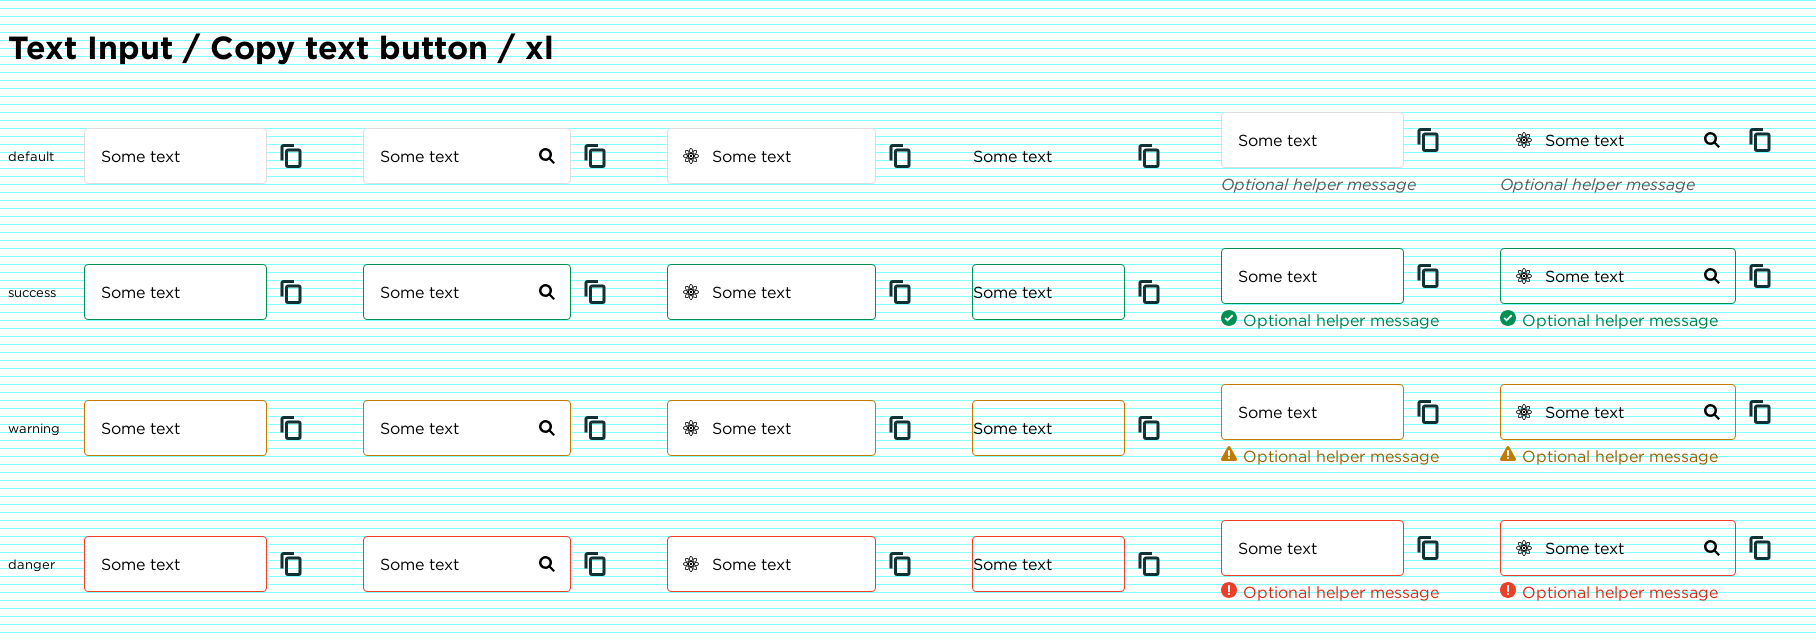 Text Input / Copy text button / xl
default Some text Some text Some text Some text Some text Some text
Optional helper message Optional helper message
success Some text Some text Some text Some text Some text Some text
Optional helper message Optional helper message
warning Some text Some text Some text Some text Some text Some text
Optional helper message Optional helper message
danger Some text Some text Some text Some text Some text Some text
Optional helper message Optional helper message